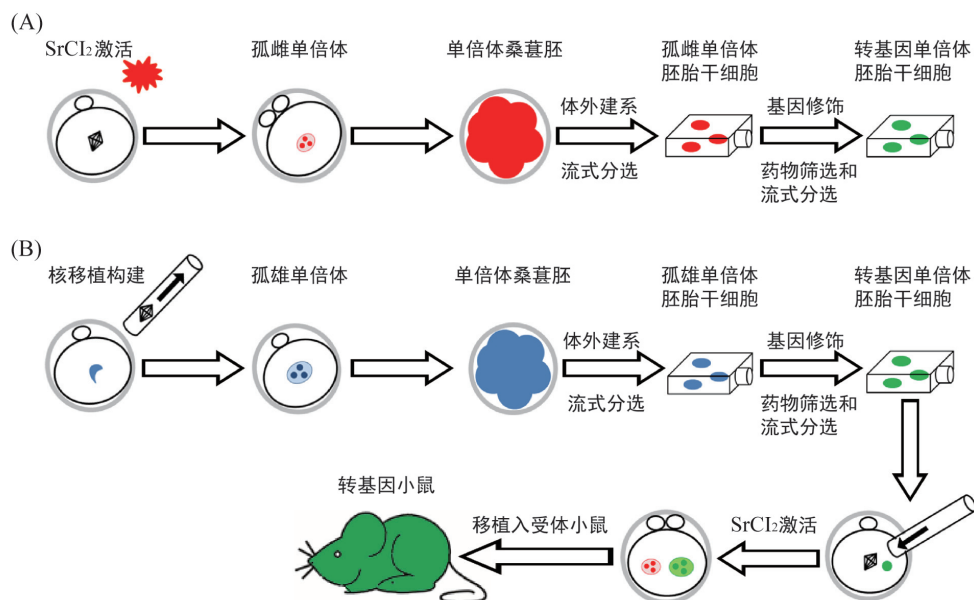 (A)
SrCl₂激活
孤雌单倍体
单倍体桑葚胚
孤雌单倍体
胚胎干细胞
转基因单倍体
胚胎干细胞
体外建系
流式分选
基因修饰
药物筛选和
流式分选
(B)
核移植构建
孤雄单倍体
单倍体桑葚胚
孤雄单倍体
胚胎干细胞
转基因单倍体
胚胎干细胞
体外建系
流式分选
基因修饰
药物筛选和
流式分选
转基因小鼠
移植入受体小鼠
SrCl₂激活